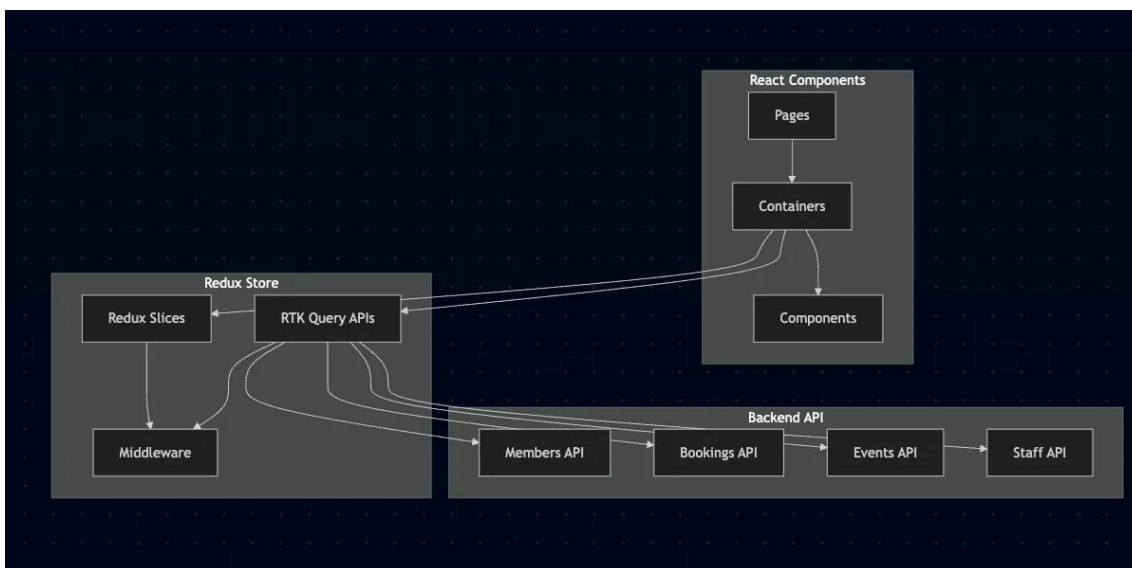 React Components
Pages
Containers
Components
Redux Store
Redux Slices
RTK Query APIs
Middleware
Backend API
Members API
Bookings API
Events API
Staff API